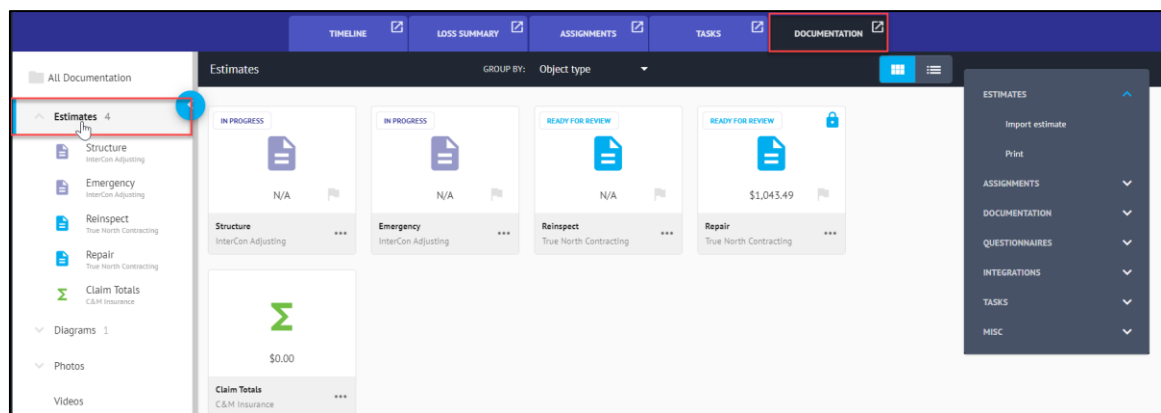 TIMELINE
LOSS SUMMARY
ASSIGNMENTS
TASKS
DOCUMENTATION
All Documentation
Estimates 4
Structure
InterCon Adjusting
Emergency
InterCon Adjusting
Reinspect
True North Contracting
Repair
True North Contracting
Claim Totals
C&M Insurance
Diagrams 1
Photos
Videos
Estimates
GROUP BY: Object type
IN PROGRESS
N/A
Structure
InterCon Adjusting
IN PROGRESS
N/A
Emergency
InterCon Adjusting
READY FOR REVIEW
N/A
Reinspect
True North Contracting
READY FOR REVIEW
$1,043.49
Repair
True North Contracting
Σ
$0.00
Claim Totals
C&M Insurance
ESTIMATES
Import estimate
Print
ASSIGNMENTS
DOCUMENTATION
QUESTIONNAIRES
INTEGRATIONS
TASKS
MISC